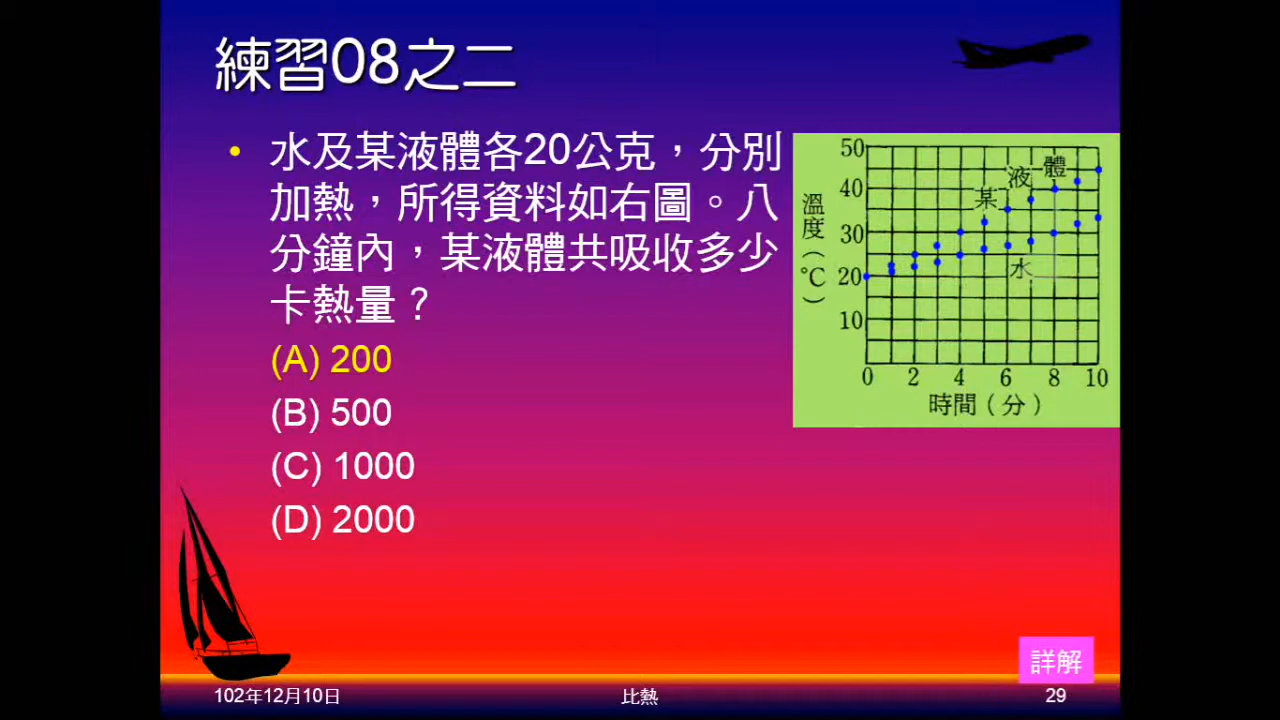 練習08之二
• 水及某液體各20公克，分別
加熱，所得資料如右圖。八
分鐘內，某液體共吸收多少
卡熱量？
(A) 200
(B) 500
(C) 1000
(D) 2000
50
40
30
20
10
溫度(℃)
某液體
水
0 2 4 6 8 10
時間(分)
詳解
102年12月10日
比熱
29